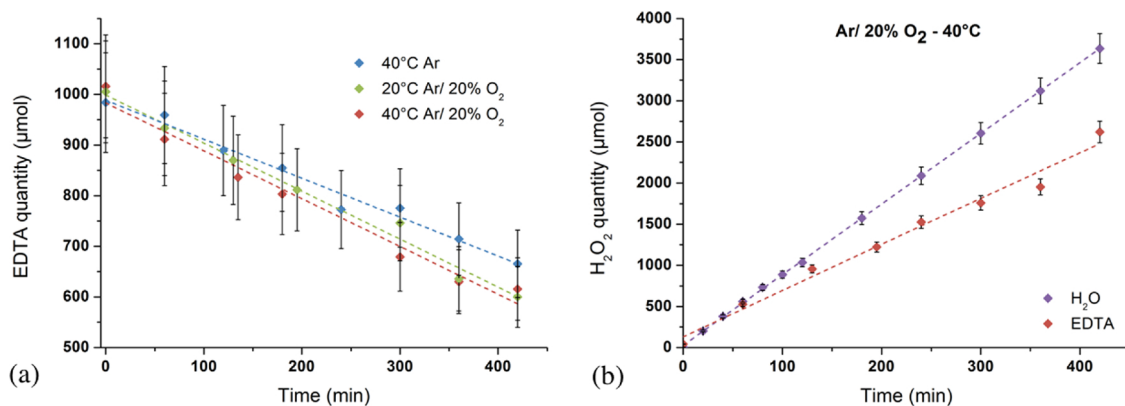 1100
1000
900
800
700
600
500
EDTA quantity (μmol)
40°C Ar
20°C Ar/ 20% O₂
40°C Ar/ 20% O₂
0
100
200
300
400
Time (min)
(a)
Ar/ 20% O₂ - 40°C
4000
3500
3000
2500
2000
1500
1000
500
0
H₂O₂ quantity (μmol)
H₂O
EDTA
0
100
200
300
400
Time (min)
(b)